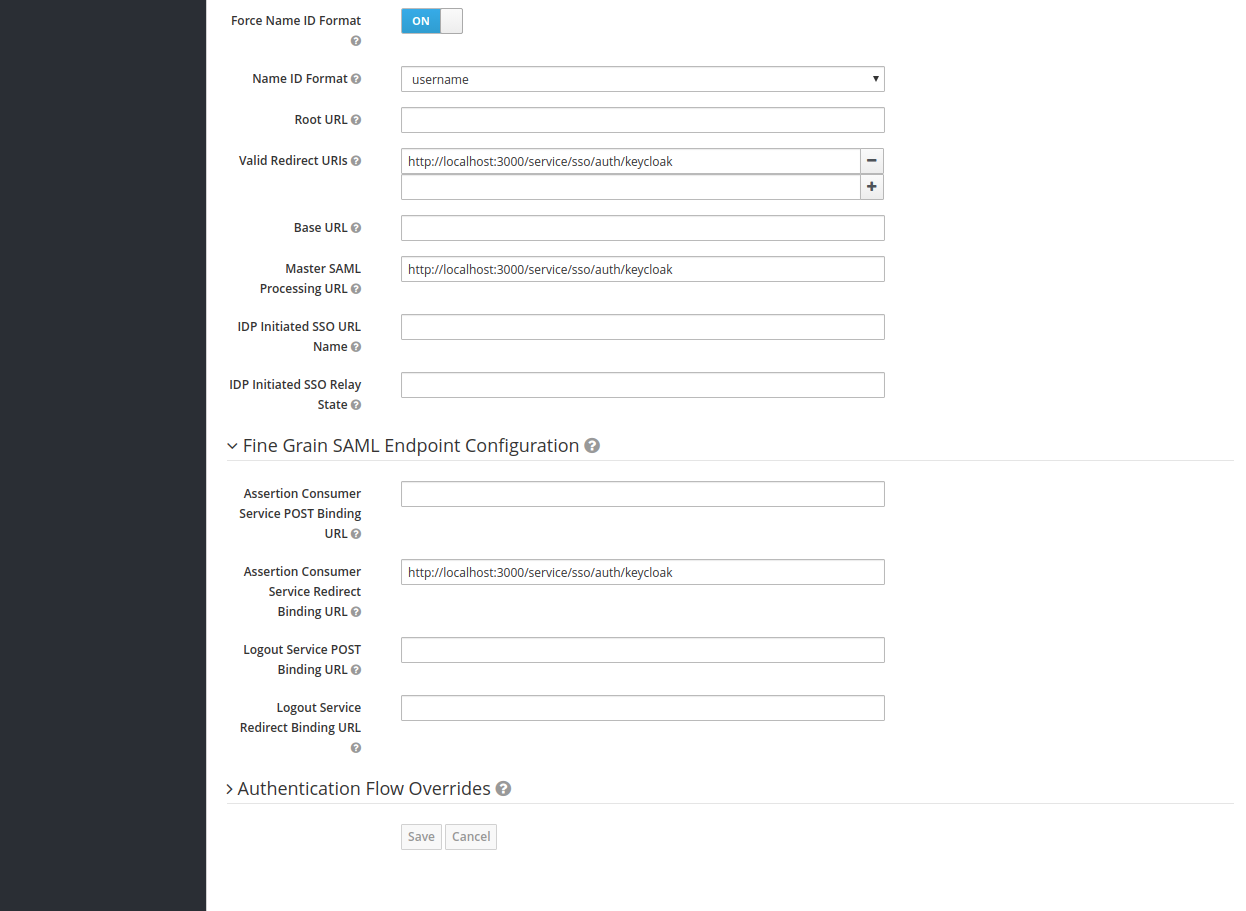 Force Name ID Format
ON
Name ID Format
username
Root URL
Valid Redirect URIs
http://localhost:3000/service/sso/auth/keycloak
Base URL
Master SAML
Processing URL
http://localhost:3000/service/sso/auth/keycloak
IDP Initiated SSO URL
Name
IDP Initiated SSO Relay
State
Fine Grain SAML Endpoint Configuration
Assertion Consumer
Service POST Binding
URL
Assertion Consumer
Service Redirect
Binding URL
http://localhost:3000/service/sso/auth/keycloak
Logout Service POST
Binding URL
Logout Service
Redirect Binding URL
Authentication Flow Overrides
Save Cancel